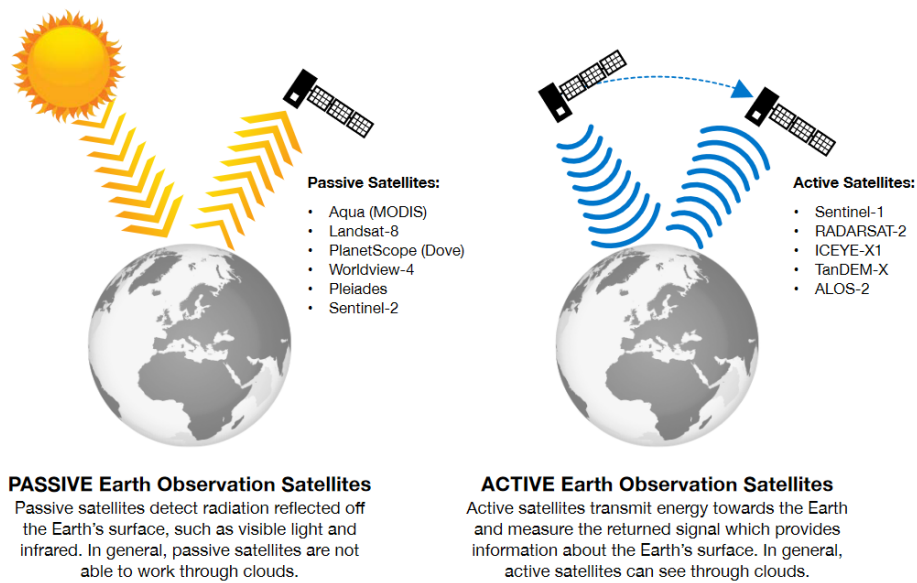 Passive Satellites:
• Aqua (MODIS)
• Landsat-8
• PlanetScope (Dove)
• Worldview-4
• Pleiades
• Sentinel-2
Active Satellites:
• Sentinel-1
• RADARSAT-2
• ICEYE-X1
• TanDEM-X
• ALOS-2
PASSIVE Earth Observation Satellites
Passive satellites detect radiation reflected off
the Earth's surface, such as visible light and
infrared. In general, passive satellites are not
able to work through clouds.
ACTIVE Earth Observation Satellites
Active satellites transmit energy towards the Earth
and measure the returned signal which provides
information about the Earth's surface. In general,
active satellites can see through clouds.